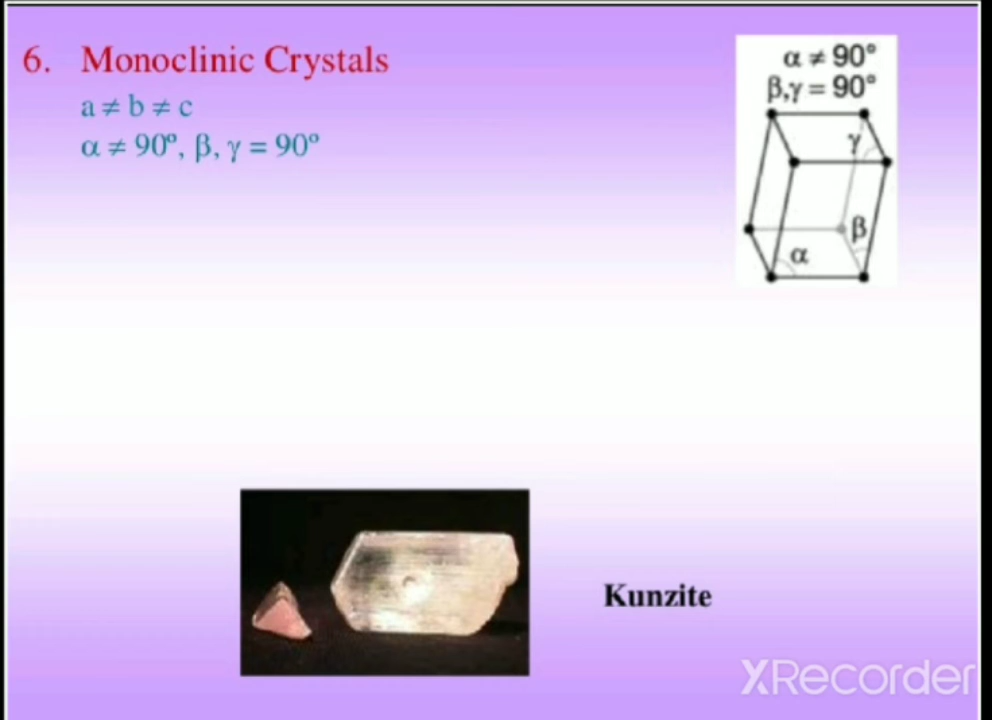 6. Monoclinic Crystals
a ≠ b ≠ c
α ≠ 90º, β, γ = 90º
α ≠ 90°
β,γ = 90°
γ
β
α
Kunzite
XRecorder